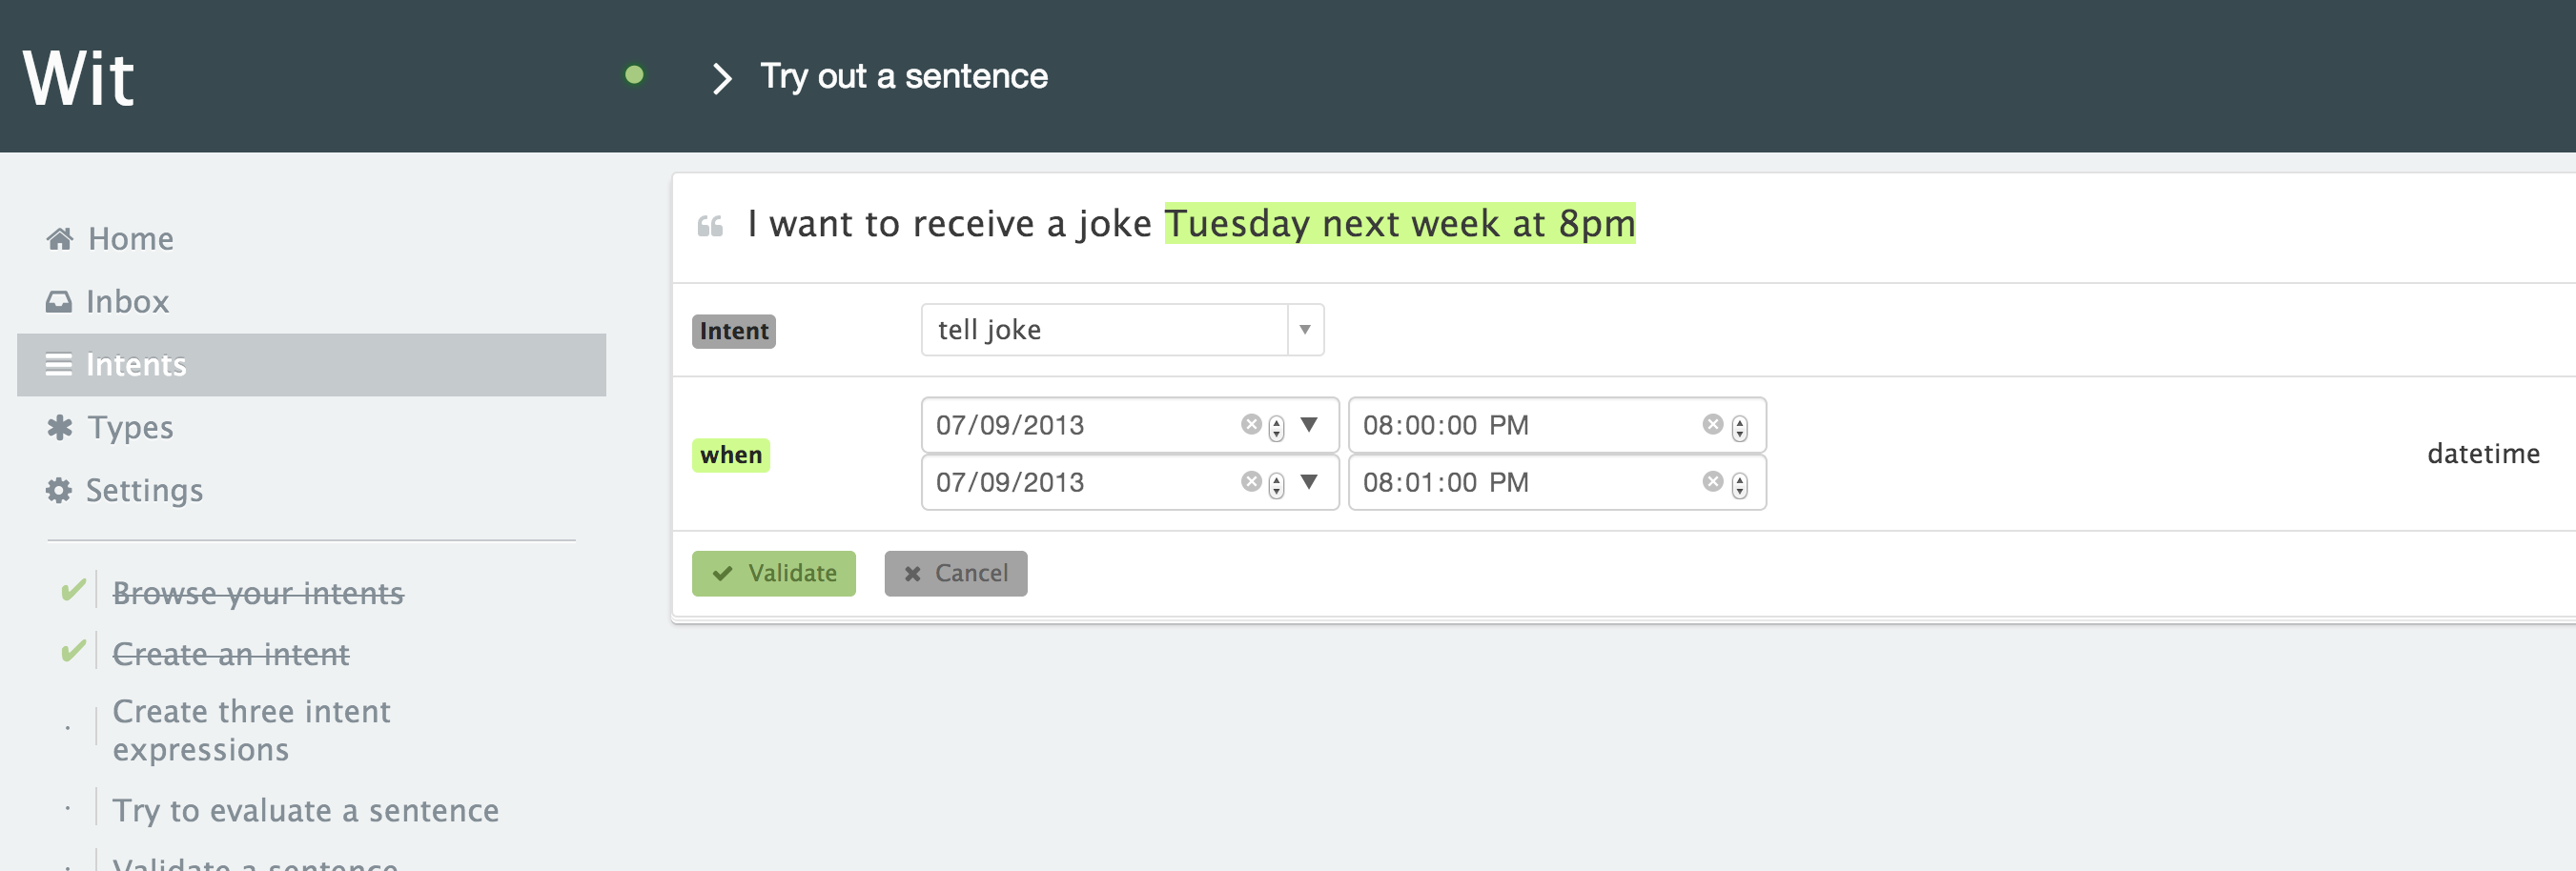 Wit
Try out a sentence
Home
Inbox
Intents
Types
Settings
Browse your intents
Create an intent
Create three intent
expressions
Try to evaluate a sentence
Validate a sentence
I want to receive a joke Tuesday next week at 8pm
Intent tell joke
when
07/09/2013 08:00:00 PM
07/09/2013 08:01:00 PM
datetime
Validate Cancel